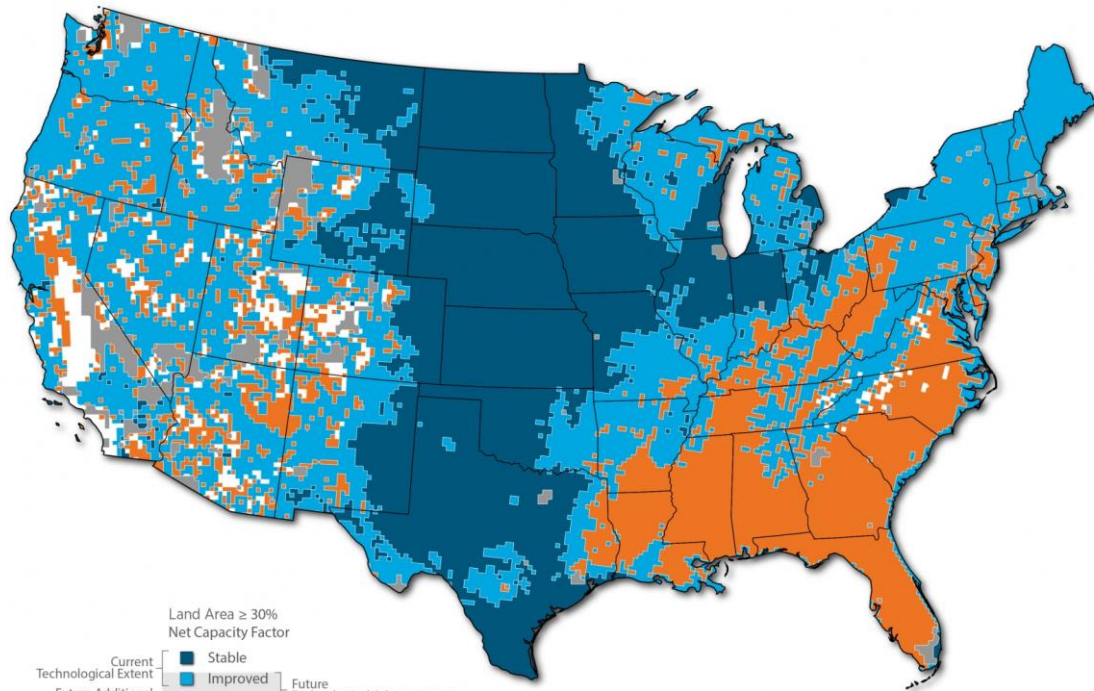 Land Area ≥ 30%
Net Capacity Factor
Current
Technological Extent
Stable
Improved
Future